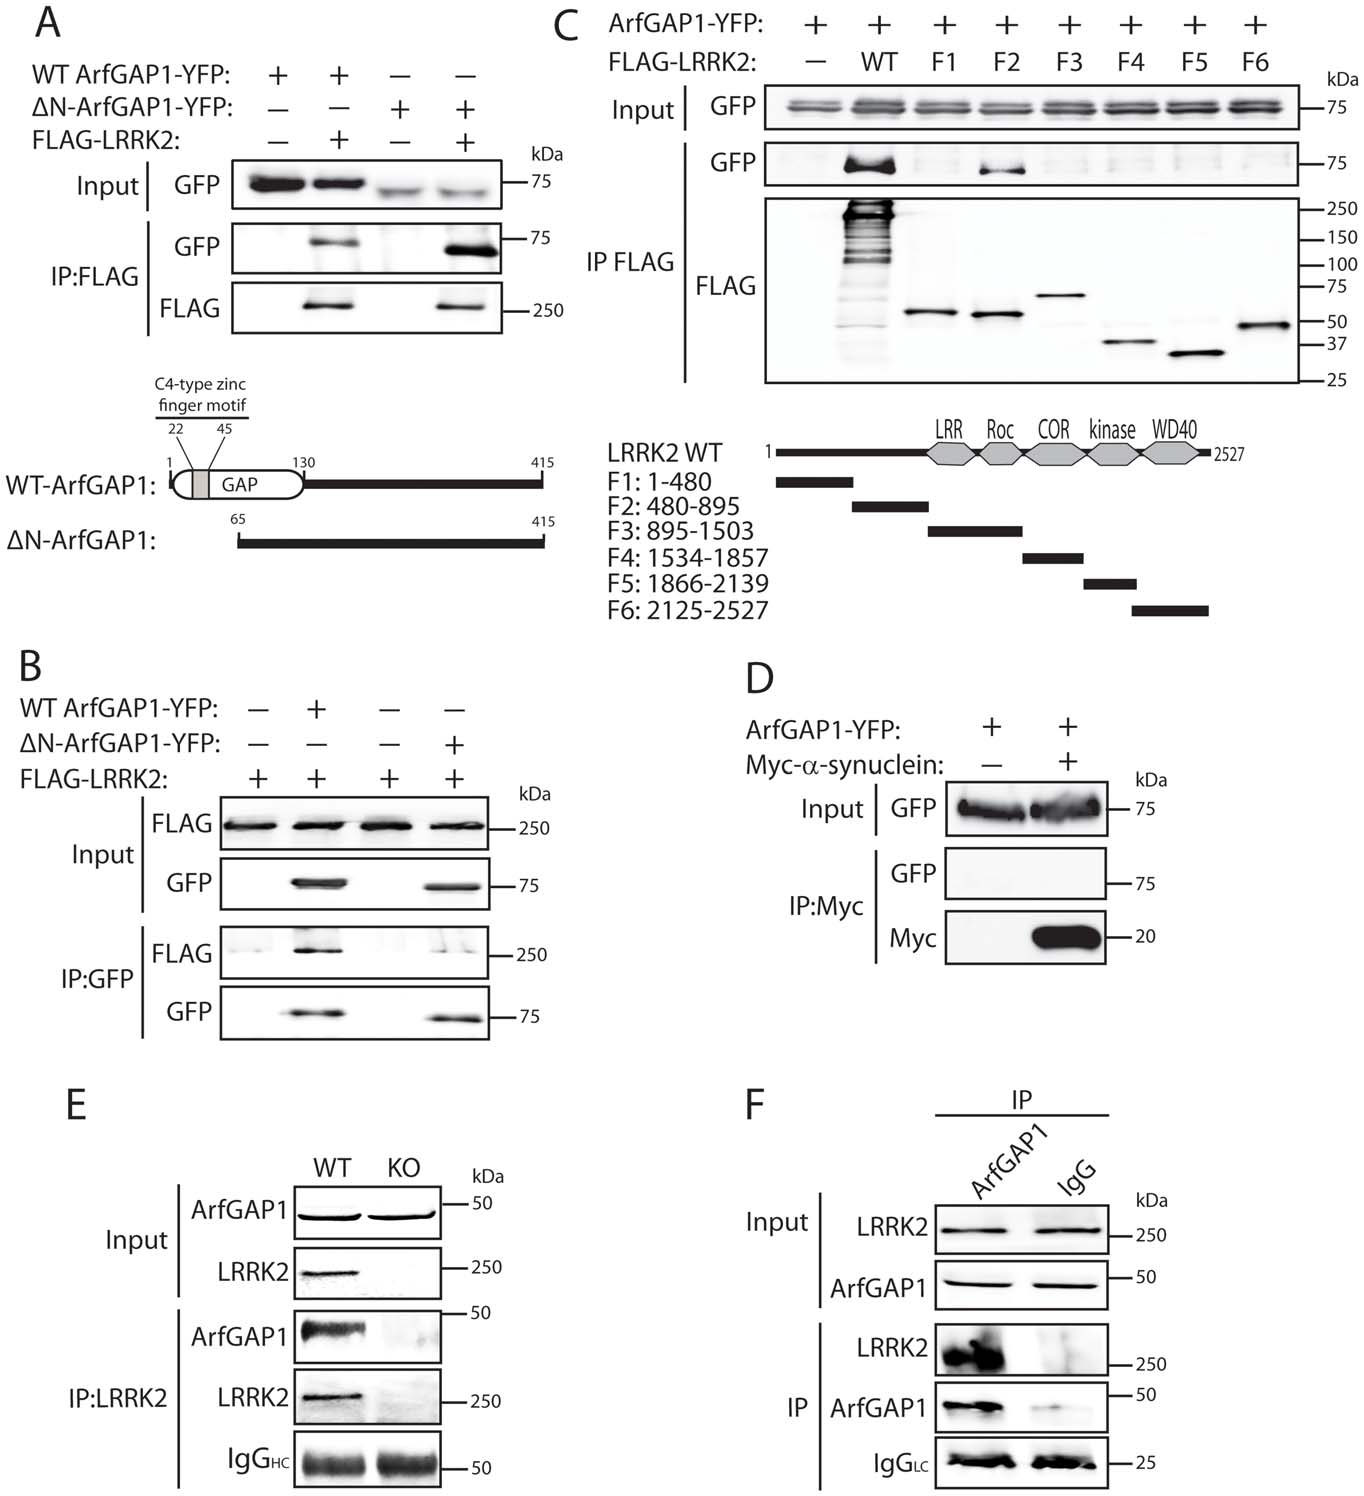 A
WT ArfGAP1-YFP: + + — —
ΔN-ArfGAP1-YFP: — — + +
FLAG-LRRK2: — + — +
kDa
Input GFP 75
IP:FLAG
GFP 75
FLAG 250
C4-type zinc
finger motif
22 45
1 130 415
WT-ArfGAP1: GAP
65 415
ΔN-ArfGAP1:
B
WT ArfGAP1-YFP: — + — —
ΔN-ArfGAP1-YFP: — — — +
FLAG-LRRK2: + + + +
kDa
Input
FLAG 250
GFP 75
IP:GFP
FLAG 250
GFP 75
C
ArfGAP1-YFP: + + + + + + + +
FLAG-LRRK2: — WT F1 F2 F3 F4 F5 F6
kDa
Input GFP 75
IP FLAG
GFP 75
FLAG
250
150
100
75
50
37
25
LRR Roc COR kinase WD40
LRRK2 WT 1 2527
F1: 1-480
F2: 480-895
F3: 895-1503
F4: 1534-1857
F5: 1866-2139
F6: 2125-2527
D
ArfGAP1-YFP: + +
Myc-α-synuclein: — +
kDa
Input GFP 75
IP:Myc
GFP 75
Myc 20
E
WT KO
kDa
Input
ArfGAP1 50
LRRK2 250
IP:LRRK2
ArfGAP1 50
LRRK2 250
IgGHC 50
F
IP
ArfGAP1 IgG
kDa
Input
LRRK2 250
ArfGAP1 50
IP
LRRK2 250
ArfGAP1 50
IgGLC 25